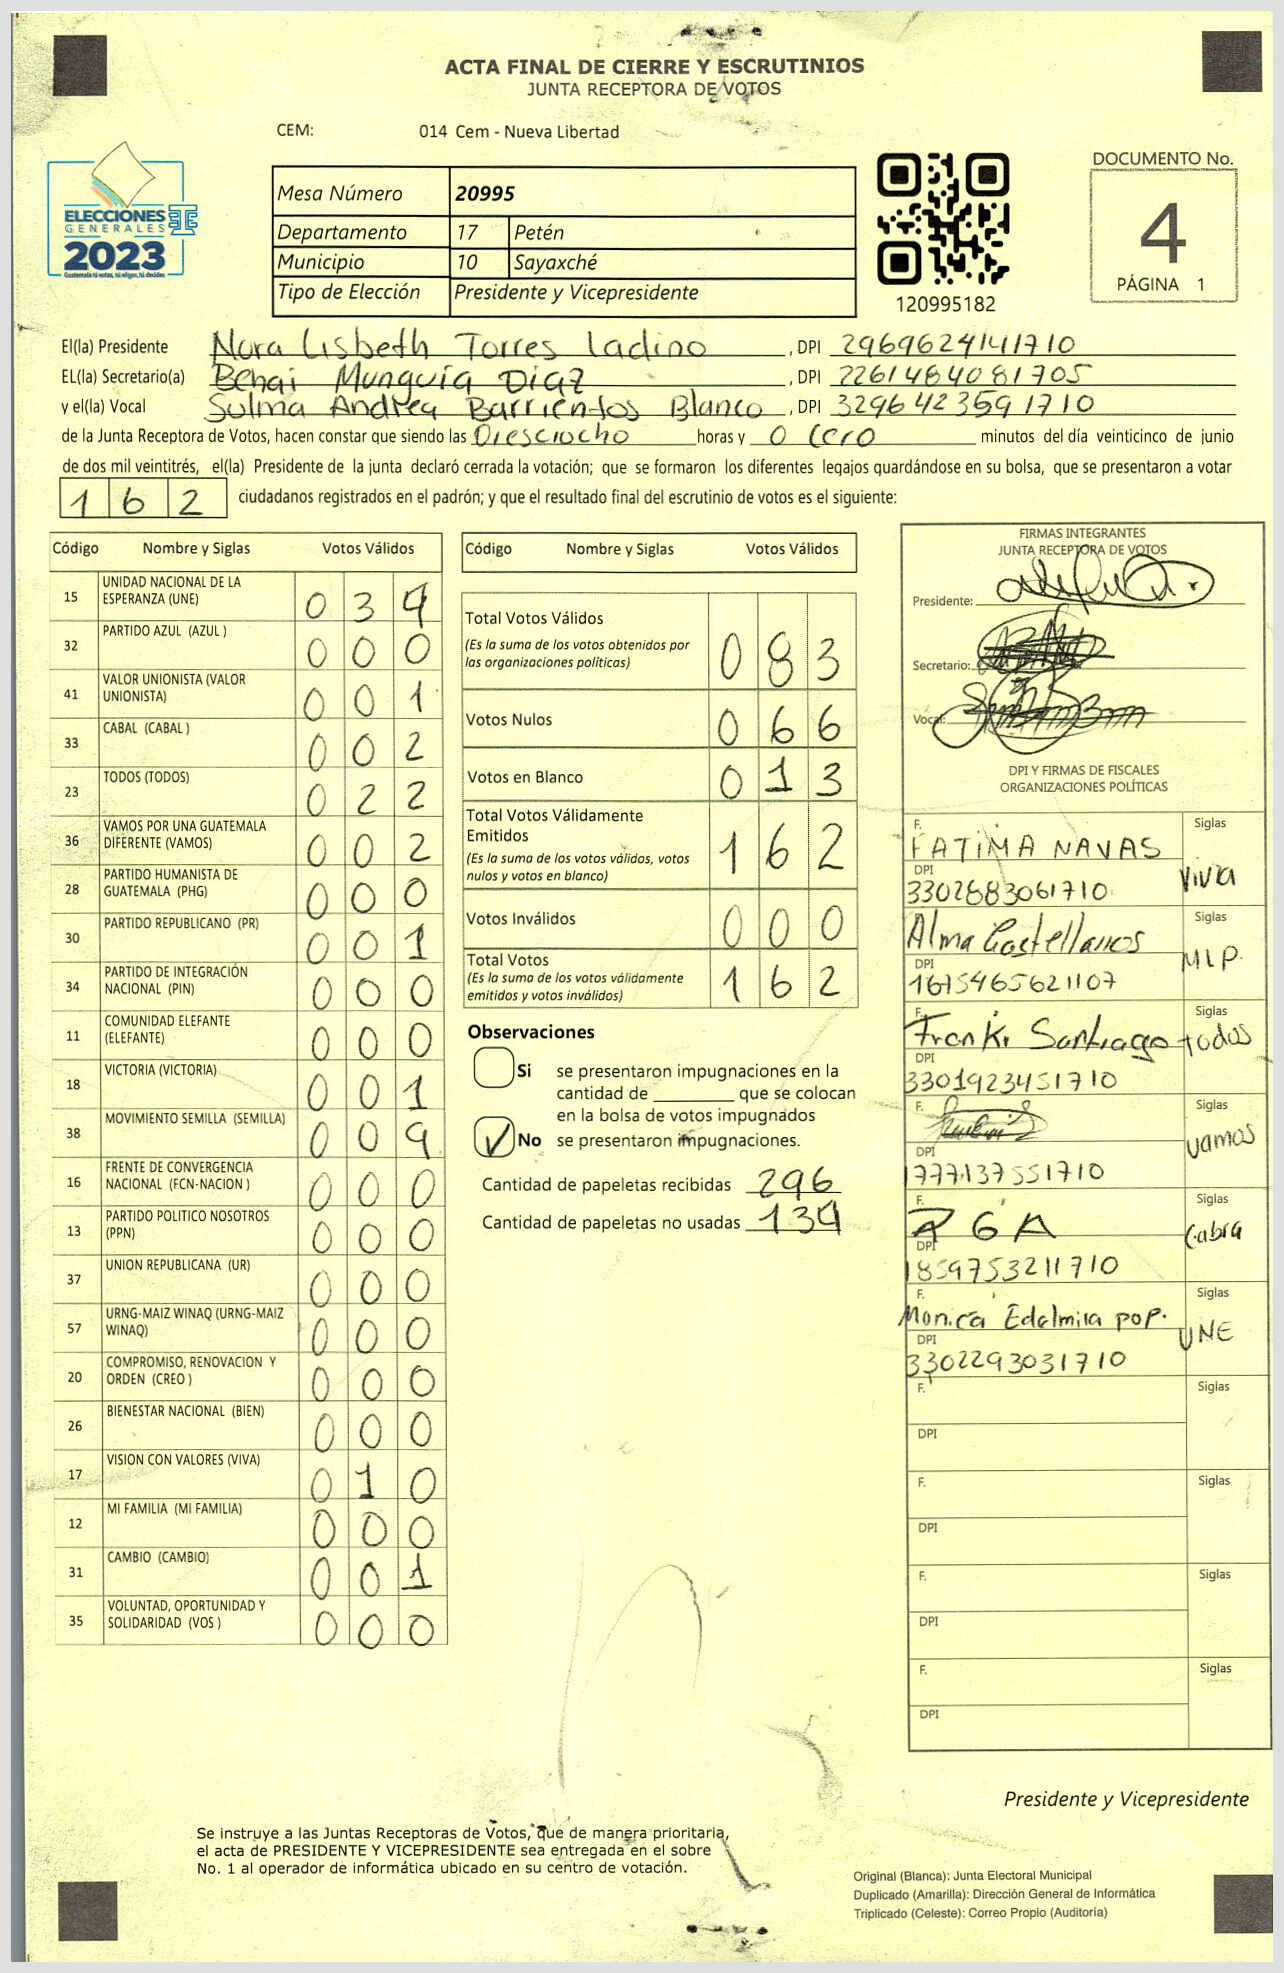 ACTA FINAL DE CIERRE Y ESCRUTINIOS
JUNTA RECEPTORA DE VOTOS
CEM: 014 Cem - Nueva Libertad
ELECCIONES
GENERALES
2023
Guatemala tú votas, tú eliges, tú decides
Mesa Número 20995
Departamento 17 Petén
Municipio 10 Sayaxché
Tipo de Elección Presidente y Vicepresidente
120995182
DOCUMENTO No.
4
PÁGINA 1
El(la) Presidente Nora Lisbeth Torres Ladino , DPI 2969624141710
EL(la) Secretario(a) Benai Munguia Diaz , DPI 2261484081705
y el(la) Vocal Sulma Andrea Barrientos Blanco , DPI 3296423591710
de la Junta Receptora de Votos, hacen constar que siendo las Diesciocho horas y 0 Cero minutos del día veinticinco de junio
de dos mil veintitrés, el(la) Presidente de la junta declaró cerrada la votación; que se formaron los diferentes legajos guardándose en su bolsa, que se presentaron a votar
162 ciudadanos registrados en el padrón; y que el resultado final del escrutinio de votos es el siguiente:
Código Nombre y Siglas Votos Válidos
15 UNIDAD NACIONAL DE LA ESPERANZA (UNE) 0 3 4
32 PARTIDO AZUL (AZUL ) 0 0 0
41 VALOR UNIONISTA (VALOR UNIONISTA) 0 0 1
33 CABAL (CABAL ) 0 0 2
23 TODOS (TODOS) 0 2 2
36 VAMOS POR UNA GUATEMALA DIFERENTE (VAMOS) 0 0 2
28 PARTIDO HUMANISTA DE GUATEMALA (PHG) 0 0 0
30 PARTIDO REPUBLICANO (PR) 0 0 1
34 PARTIDO DE INTEGRACIÓN NACIONAL (PIN) 0 0 0
11 COMUNIDAD ELEFANTE (ELEFANTE) 0 0 0
18 VICTORIA (VICTORIA) 0 0 1
38 MOVIMIENTO SEMILLA (SEMILLA) 0 0 9
16 FRENTE DE CONVERGENCIA NACIONAL (FCN-NACION ) 0 0 0
13 PARTIDO POLITICO NOSOTROS (PPN) 0 0 0
37 UNION REPUBLICANA (UR) 0 0 0
57 URNG-MAIZ WINAQ (URNG-MAIZ WINAQ) 0 0 0
20 COMPROMISO, RENOVACION Y ORDEN (CREO ) 0 0 0
26 BIENESTAR NACIONAL (BIEN) 0 0 0
17 VISION CON VALORES (VIVA) 0 1 0
12 MI FAMILIA (MI FAMILIA) 0 0 0
31 CAMBIO (CAMBIO) 0 0 1
35 VOLUNTAD, OPORTUNIDAD Y SOLIDARIDAD (VOS ) 0 0 0
Código Nombre y Siglas Votos Válidos
Total Votos Válidos 0 8 3
(Es la suma de los votos obtenidos por
las organizaciones políticas)
Votos Nulos 0 6 6
Votos en Blanco 0 1 3
Total Votos Válidamente
Emitidos 1 6 2
(Es la suma de los votos válidos, votos
nulos y votos en blanco)
Votos Inválidos 0 0 0
Total Votos 1 6 2
(Es la suma de los votos válidamente
emitidos y votos inválidos)
Observaciones
Si se presentaron impugnaciones en la
cantidad de ________ que se colocan
en la bolsa de votos impugnados
No se presentaron impugnaciones.
Cantidad de papeletas recibidas 296
Cantidad de papeletas no usadas 134
FIRMAS INTEGRANTES
JUNTA RECEPTORA DE VOTOS
Presidente:
Secretario:
Vocal:
DPI Y FIRMAS DE FISCALES
ORGANIZACIONES POLÍTICAS
F. FATIMA NAVAS Siglas Viva
DPI 3302683061710
F. Alma Castellanos Siglas MLP.
DPI 1675465621107
F. Franki Santiago Siglas todos
DPI 3301923451710
F. Siglas vamos
DPI 1777137551710
F. RGA Siglas Cabra
DPI 1859753211710
F. Monica Edelmira pop. Siglas UNE
DPI 3302293031710
F. Siglas
DPI
F. Siglas
DPI
F. Siglas
DPI
F. Siglas
DPI
Presidente y Vicepresidente
Se instruye a las Juntas Receptoras de Votos, que de manera prioritaria,
el acta de PRESIDENTE Y VICEPRESIDENTE sea entregada en el sobre
No. 1 al operador de informática ubicado en su centro de votación.
Original (Blanca): Junta Electoral Municipal
Duplicado (Amarilla): Dirección General de Informática
Triplicado (Celeste): Correo Propio (Auditoría)